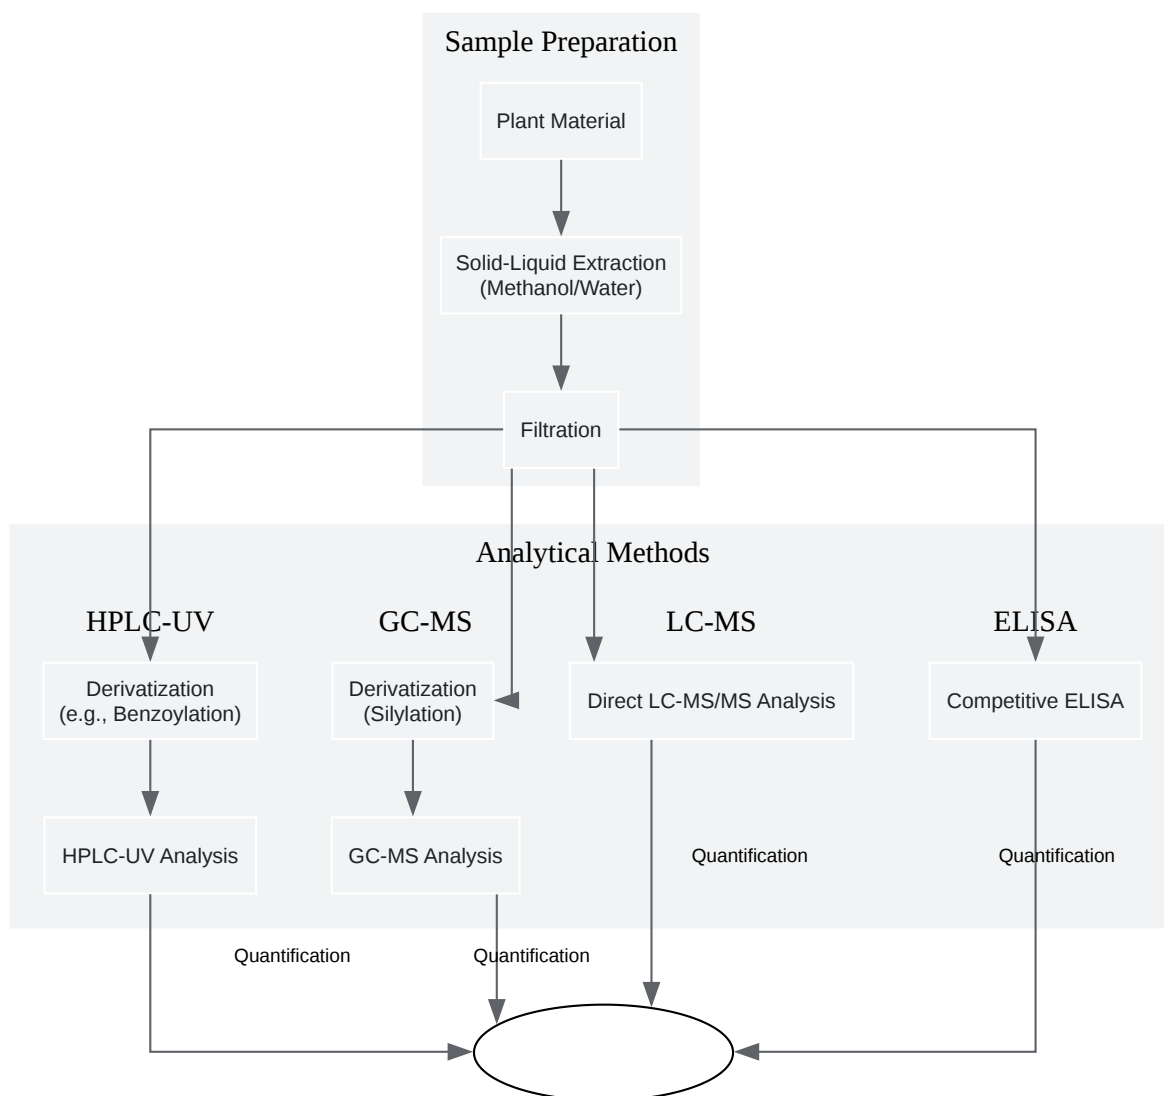 Sample Preparation
Plant Material
Solid-Liquid Extraction
(Methanol/Water)
Filtration
Analytical Methods
HPLC-UV
GC-MS
LC-MS
ELISA
Derivatization
(e.g., Benzoylation)
Derivatization
(Silylation)
Direct LC-MS/MS Analysis
Competitive ELISA
HPLC-UV Analysis
GC-MS Analysis
Quantification
Quantification
Quantification
Quantification